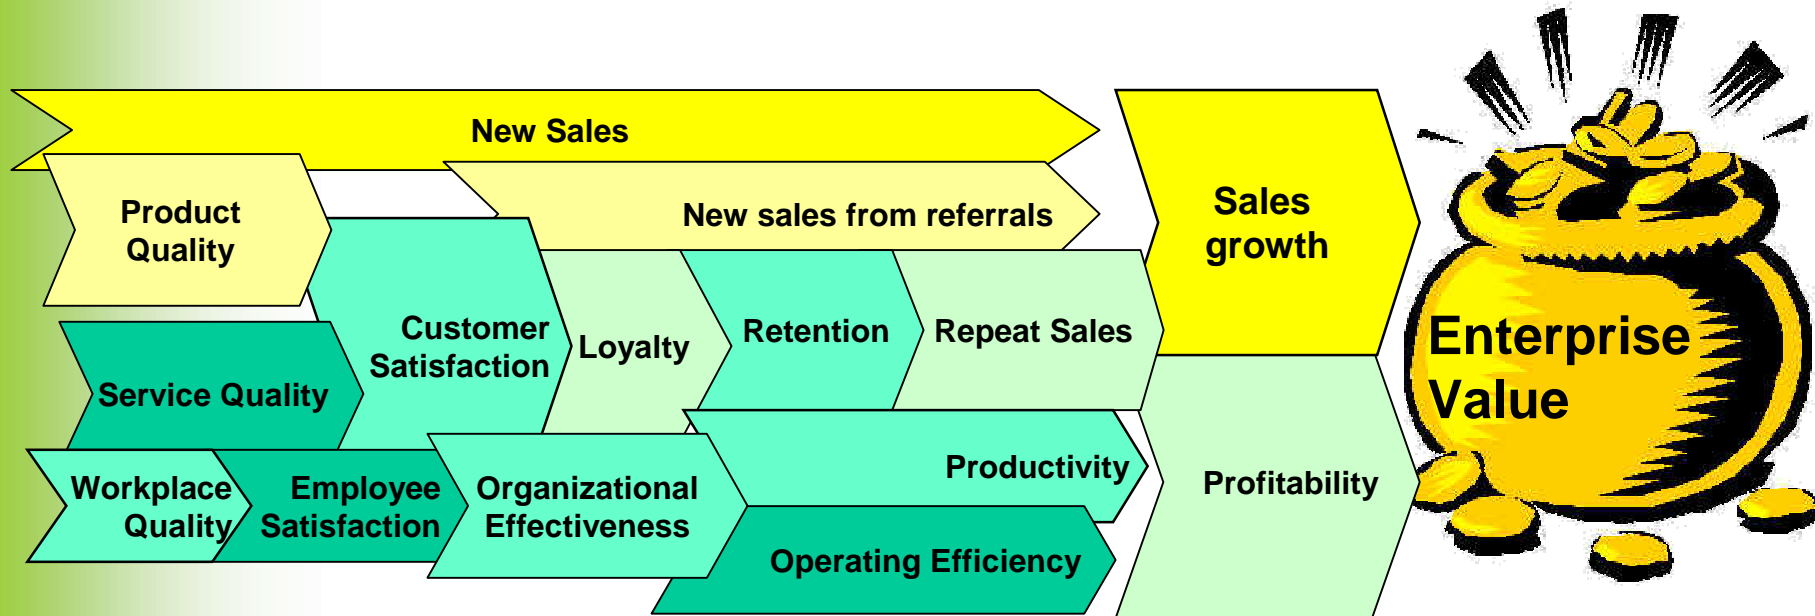 New Sales
Product
Quality
New sales from referrals
Sales
growth
Customer
Satisfaction
Loyalty
Retention
Repeat Sales
Enterprise
Value
Service Quality
Workplace
Quality
Employee
Satisfaction
Organizational
Effectiveness
Productivity
Profitability
Operating Efficiency